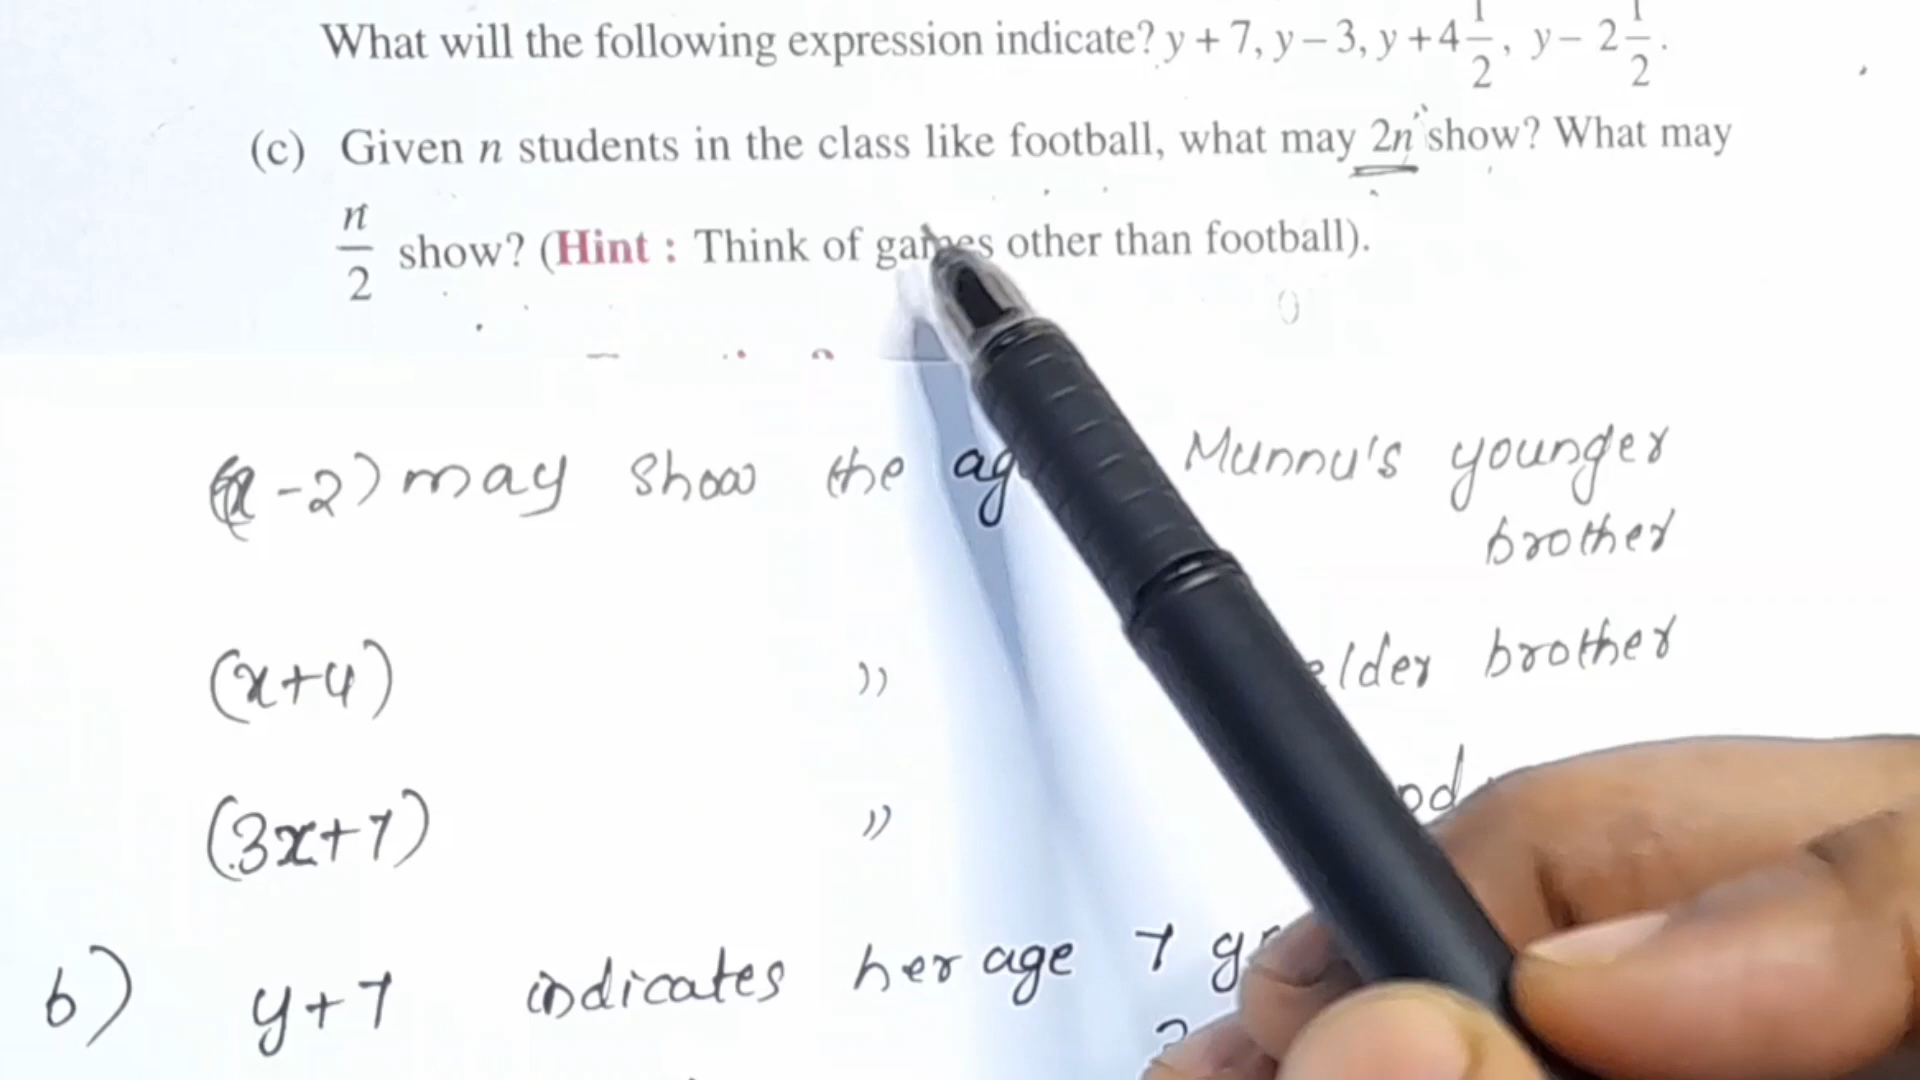 What will the following expression indicate? y + 7, y – 3, y + 4 1/2, y – 2 1/2.
(c) Given n students in the class like football, what may 2n show? What may
n/2 show? (Hint : Think of games other than football).
(x - 2) may show the Munnu's younger
brother
(x+4) )) elder brother
(3x+7) ))
b) y+7 indicates her age 7